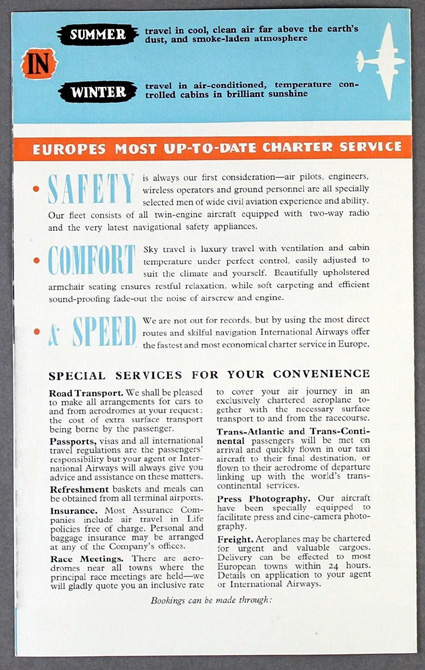 IN
SUMMER travel in cool, clean air far above the earth's
dust, and smoke-laden atmosphere
WINTER travel in air-conditioned, temperature con-
trolled cabins in brilliant sunshine
EUROPES MOST UP-TO-DATE CHARTER SERVICE
• SAFETY is always our first consideration—air pilots, engineers,
wireless operators and ground personnel are all specially
selected men of wide civil aviation experience and ability.
Our fleet consists of all twin-engine aircraft equipped with two-way radio
and the very latest navigational safety appliances.
• COMFORT Sky travel is luxury travel with ventilation and cabin
temperature under perfect control, easily adjusted to
suit the climate and yourself. Beautifully upholstered
armchair seating ensures restful relaxation, while soft carpeting and efficient
sound-proofing fade-out the noise of airscrew and engine.
• & SPEED We are not out for records, but by using the most direct
routes and skilful navigation International Airways offer
the fastest and most economical charter service in Europe.
SPECIAL SERVICES FOR YOUR CONVENIENCE
Road Transport. We shall be pleased
to make all arrangements for cars to
and from aerodromes at your request;
the cost of extra surface transport
being borne by the passenger.
Passports, visas and all international
travel regulations are the passengers'
responsibility but your agent or Inter-
national Airways will always give you
advice and assistance on these matters.
Refreshment baskets and meals can
be obtained from all terminal airports.
Insurance. Most Assurance Com-
panies include air travel in Life
policies free of charge. Personal and
baggage insurance may be arranged
at any of the Company's offices.
Race Meetings. There are aero-
dromes near all towns where the
principal race meetings are held—we
will gladly quote you an inclusive rate
to cover your air journey in an
exclusively chartered aeroplane to-
gether with the necessary surface
transport to and from the racecourse.
Trans-Atlantic and Trans-Conti-
nental passengers will be met on
arrival and quickly flown in our taxi
aircraft to their final destination, or
flown to their aerodrome of departure
linking up with the world's trans-
continental services.
Press Photography. Our aircraft
have been specially equipped to
facilitate press and cine-camera photo-
graphy.
Freight. Aeroplanes may be chartered
for urgent and valuable cargoes.
Delivery can be effected to most
European towns within 24 hours.
Details on application to your agent
or International Airways.
Bookings can be made through: